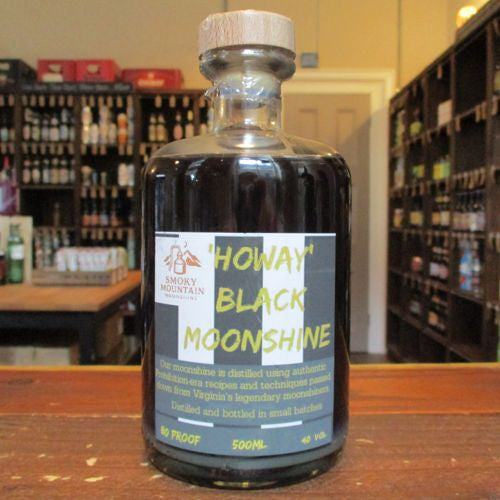 'HOWAY'
BLACK
MOONSHINE
SMOKY
MOUNTAIN
MOONSHINE
Our moonshine is distilled using authentic
Prohibition-era recipes and techniques passed
down from Virginia's legendary moonshiners
Distilled and bottled in small batches
80 PROOF 500ML 40 VOL